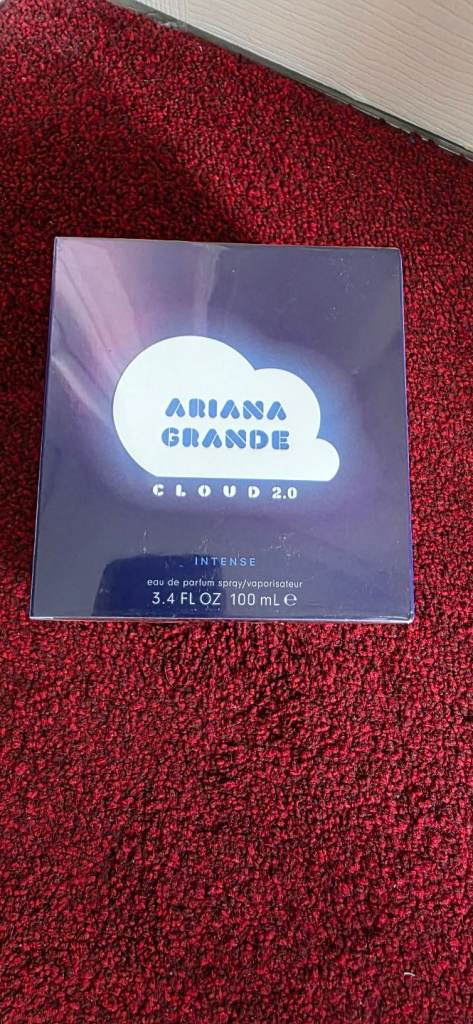 ARIANA
GRANDE
CLOUD 2.0
INTENSE
eau de parfum spray/vaporisateur
3.4 FL OZ 100 mL ℮